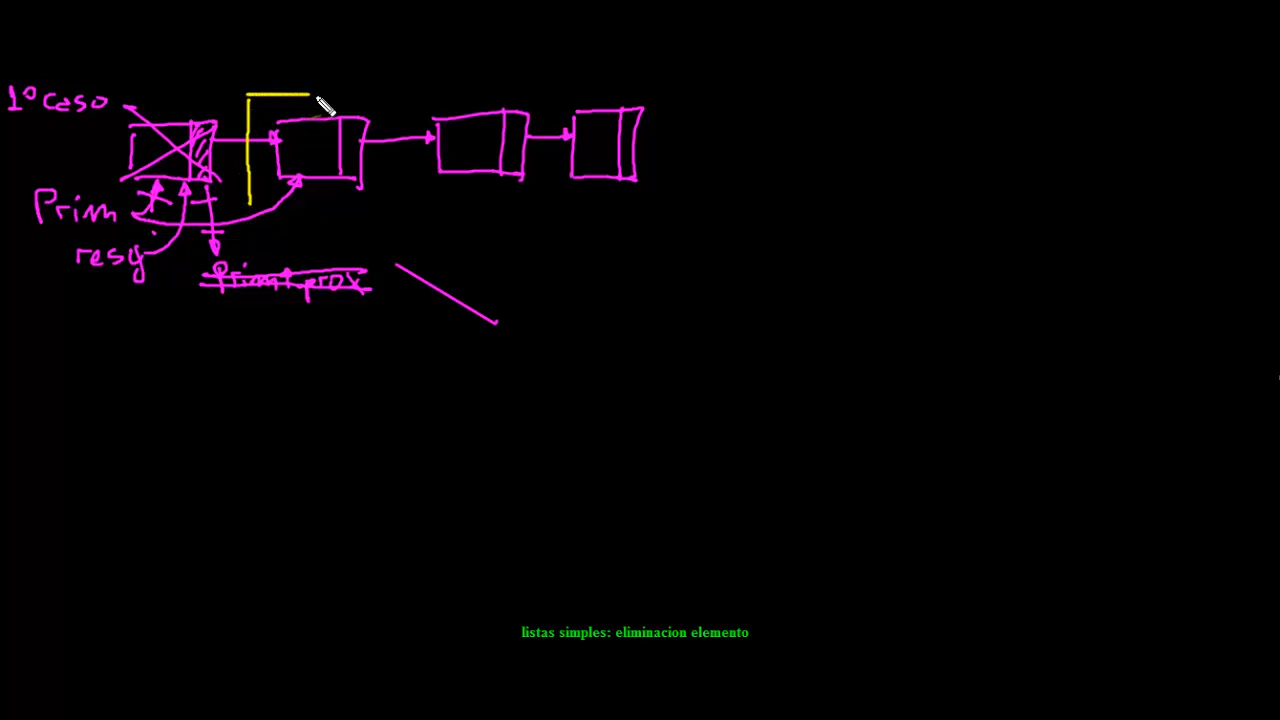 1º caso
Prim
resg
Prim↑prox
listas simples: eliminacion elemento